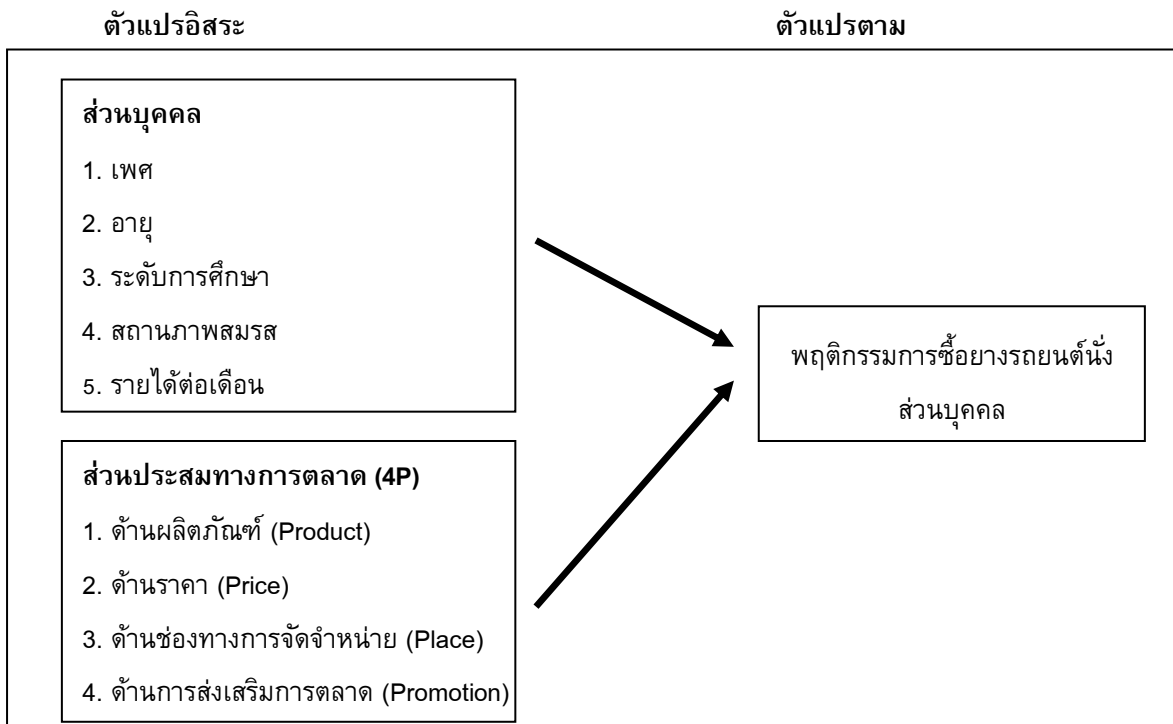 ตัวแปรอิสระ ตัวแปรตาม
ส่วนบุคคล
1. เพศ
2. อายุ
3. ระดับการศึกษา
4. สถานภาพสมรส
5. รายได้ต่อเดือน
ส่วนประสมทางการตลาด (4P)
1. ด้านผลิตภัณฑ์ (Product)
2. ด้านราคา (Price)
3. ด้านช่องทางการจัดจำหน่าย (Place)
4. ด้านการส่งเสริมการตลาด (Promotion)
พฤติกรรมการซื้อยางรถยนต์นั่ง
ส่วนบุคคล